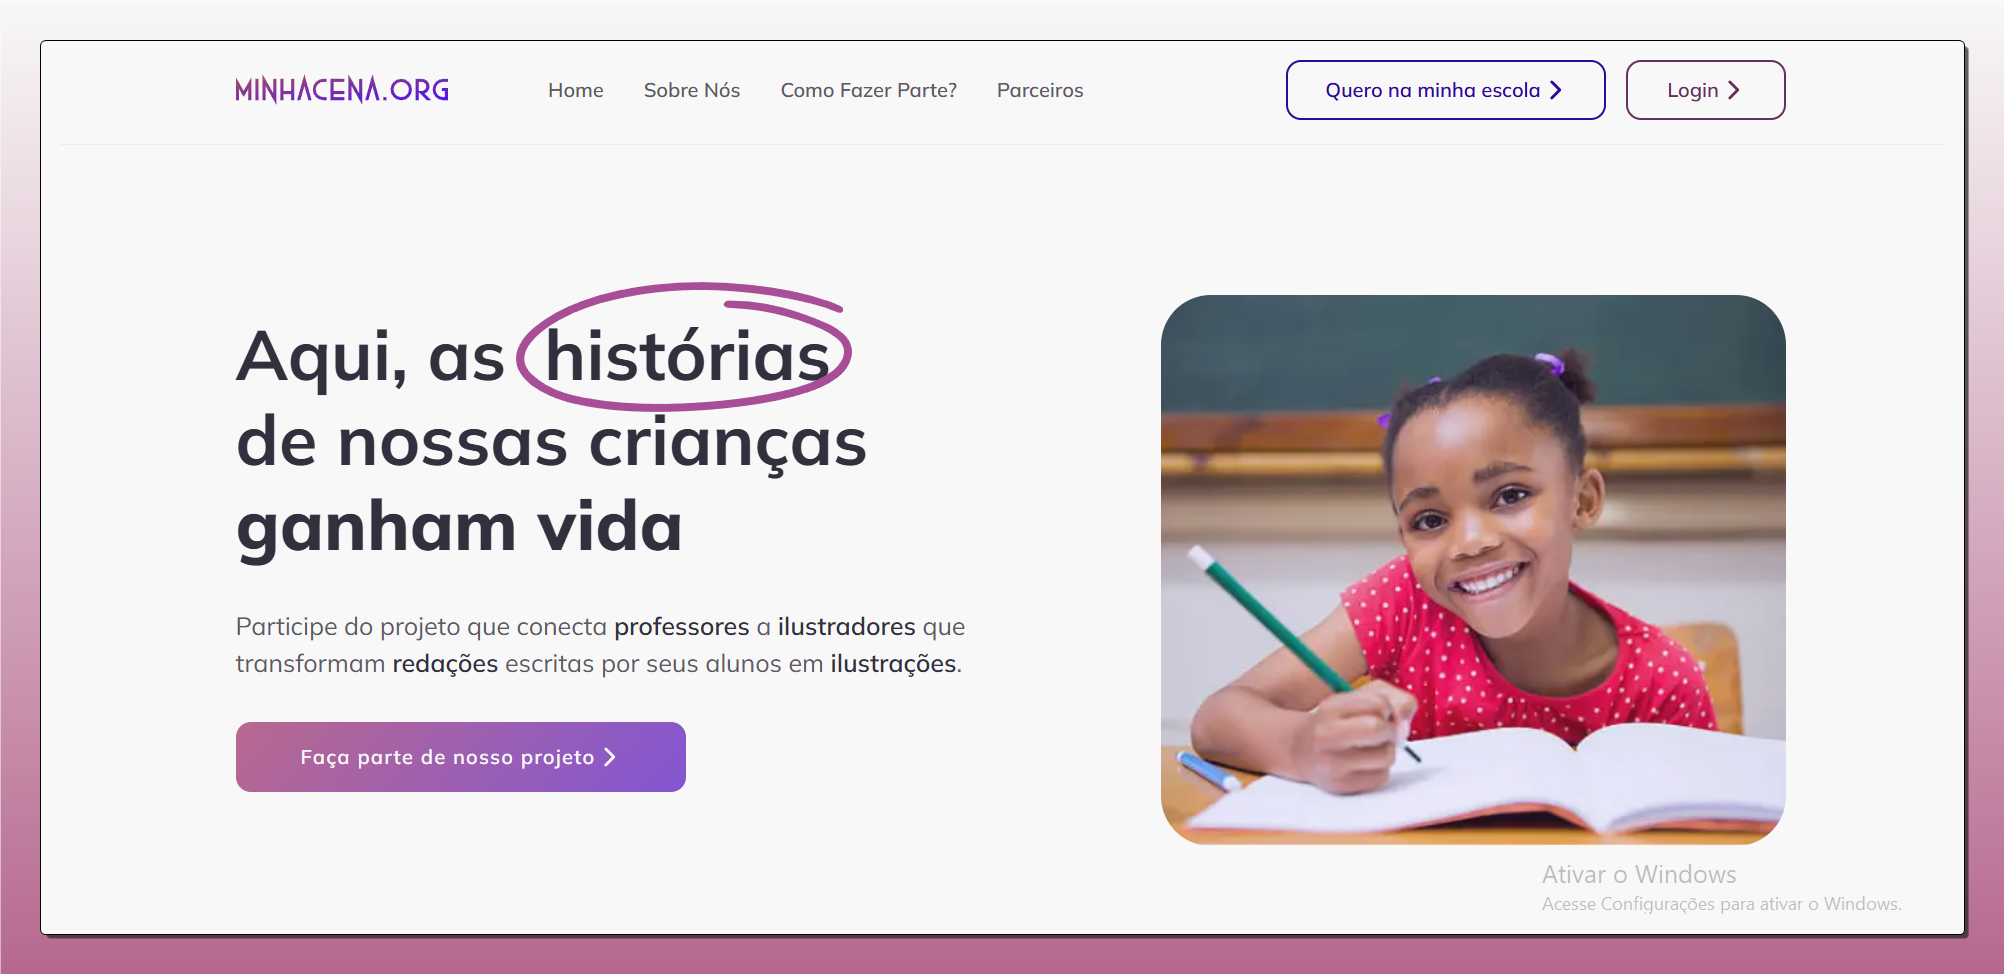 MINHACENA.ORG
Home
Sobre Nós
Como Fazer Parte?
Parceiros
Quero na minha escola
Login
Aqui, as histórias
de nossas crianças
ganham vida
Participe do projeto que conecta professores a ilustradores que
transformam redações escritas por seus alunos em ilustrações.
Faça parte de nosso projeto
Ativar o Windows
Acesse Configurações para ativar o Windows.